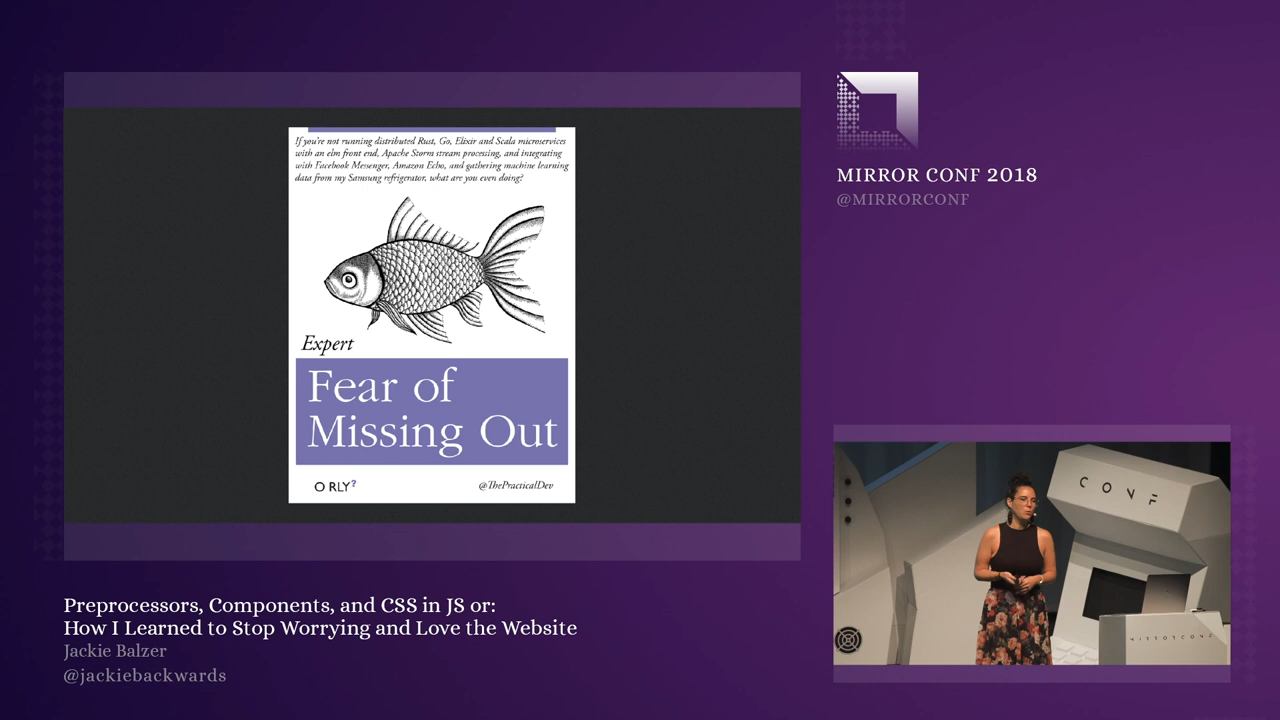 If you're not running distributed Rust, Go, Elixir and Scala microservices
with an elm front end, Apache Storm stream processing, and integrating
with Facebook Messenger, Amazon Echo, and gathering machine learning
data from my Samsung refrigerator, what are you even doing?
Expert
Fear of
Missing Out
O RLY?
@ThePracticalDev
MIRROR CONF 2018
@MIRRORCONF
CONF
MIRRORCONF
Preprocessors, Components, and CSS in JS or:
How I Learned to Stop Worrying and Love the Website
Jackie Balzer
@jackiebackwards